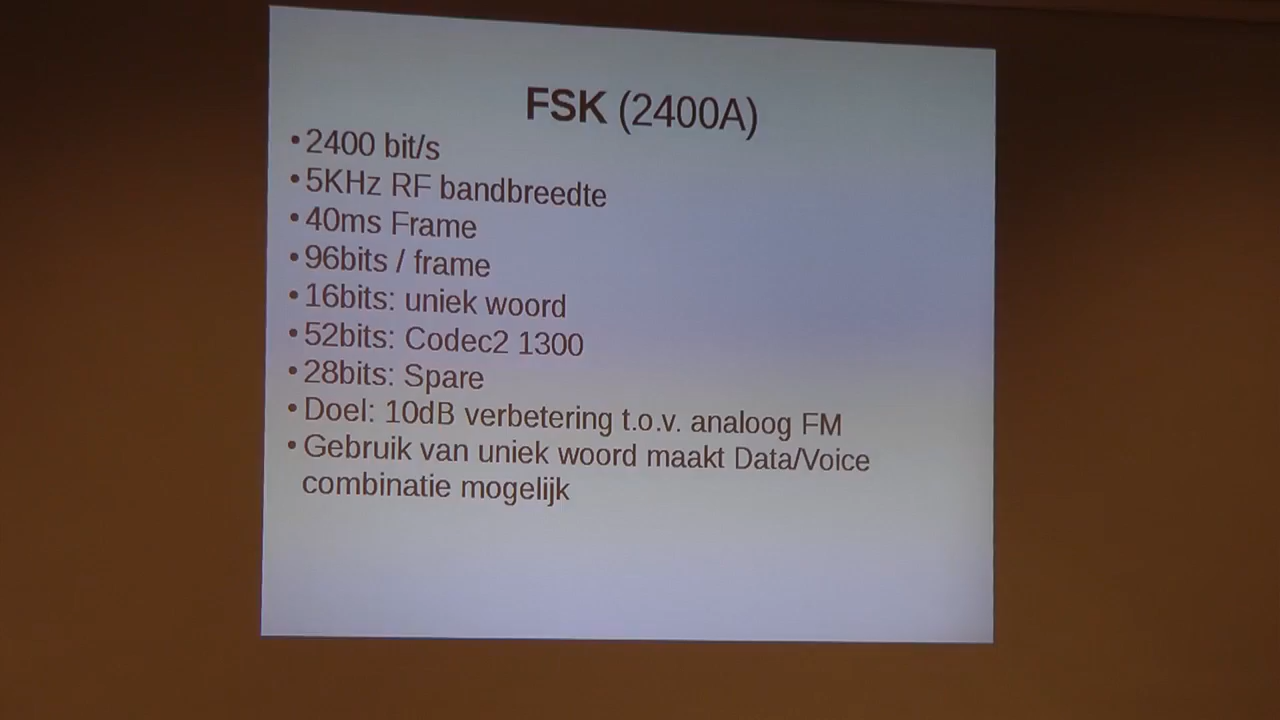 FSK (2400A)
•2400 bit/s
•5KHz RF bandbreedte
•40ms Frame
•96bits / frame
•16bits: uniek woord
•52bits: Codec2 1300
•28bits: Spare
•Doel: 10dB verbetering t.o.v. analoog FM
•Gebruik van uniek woord maakt Data/Voice
combinatie mogelijk